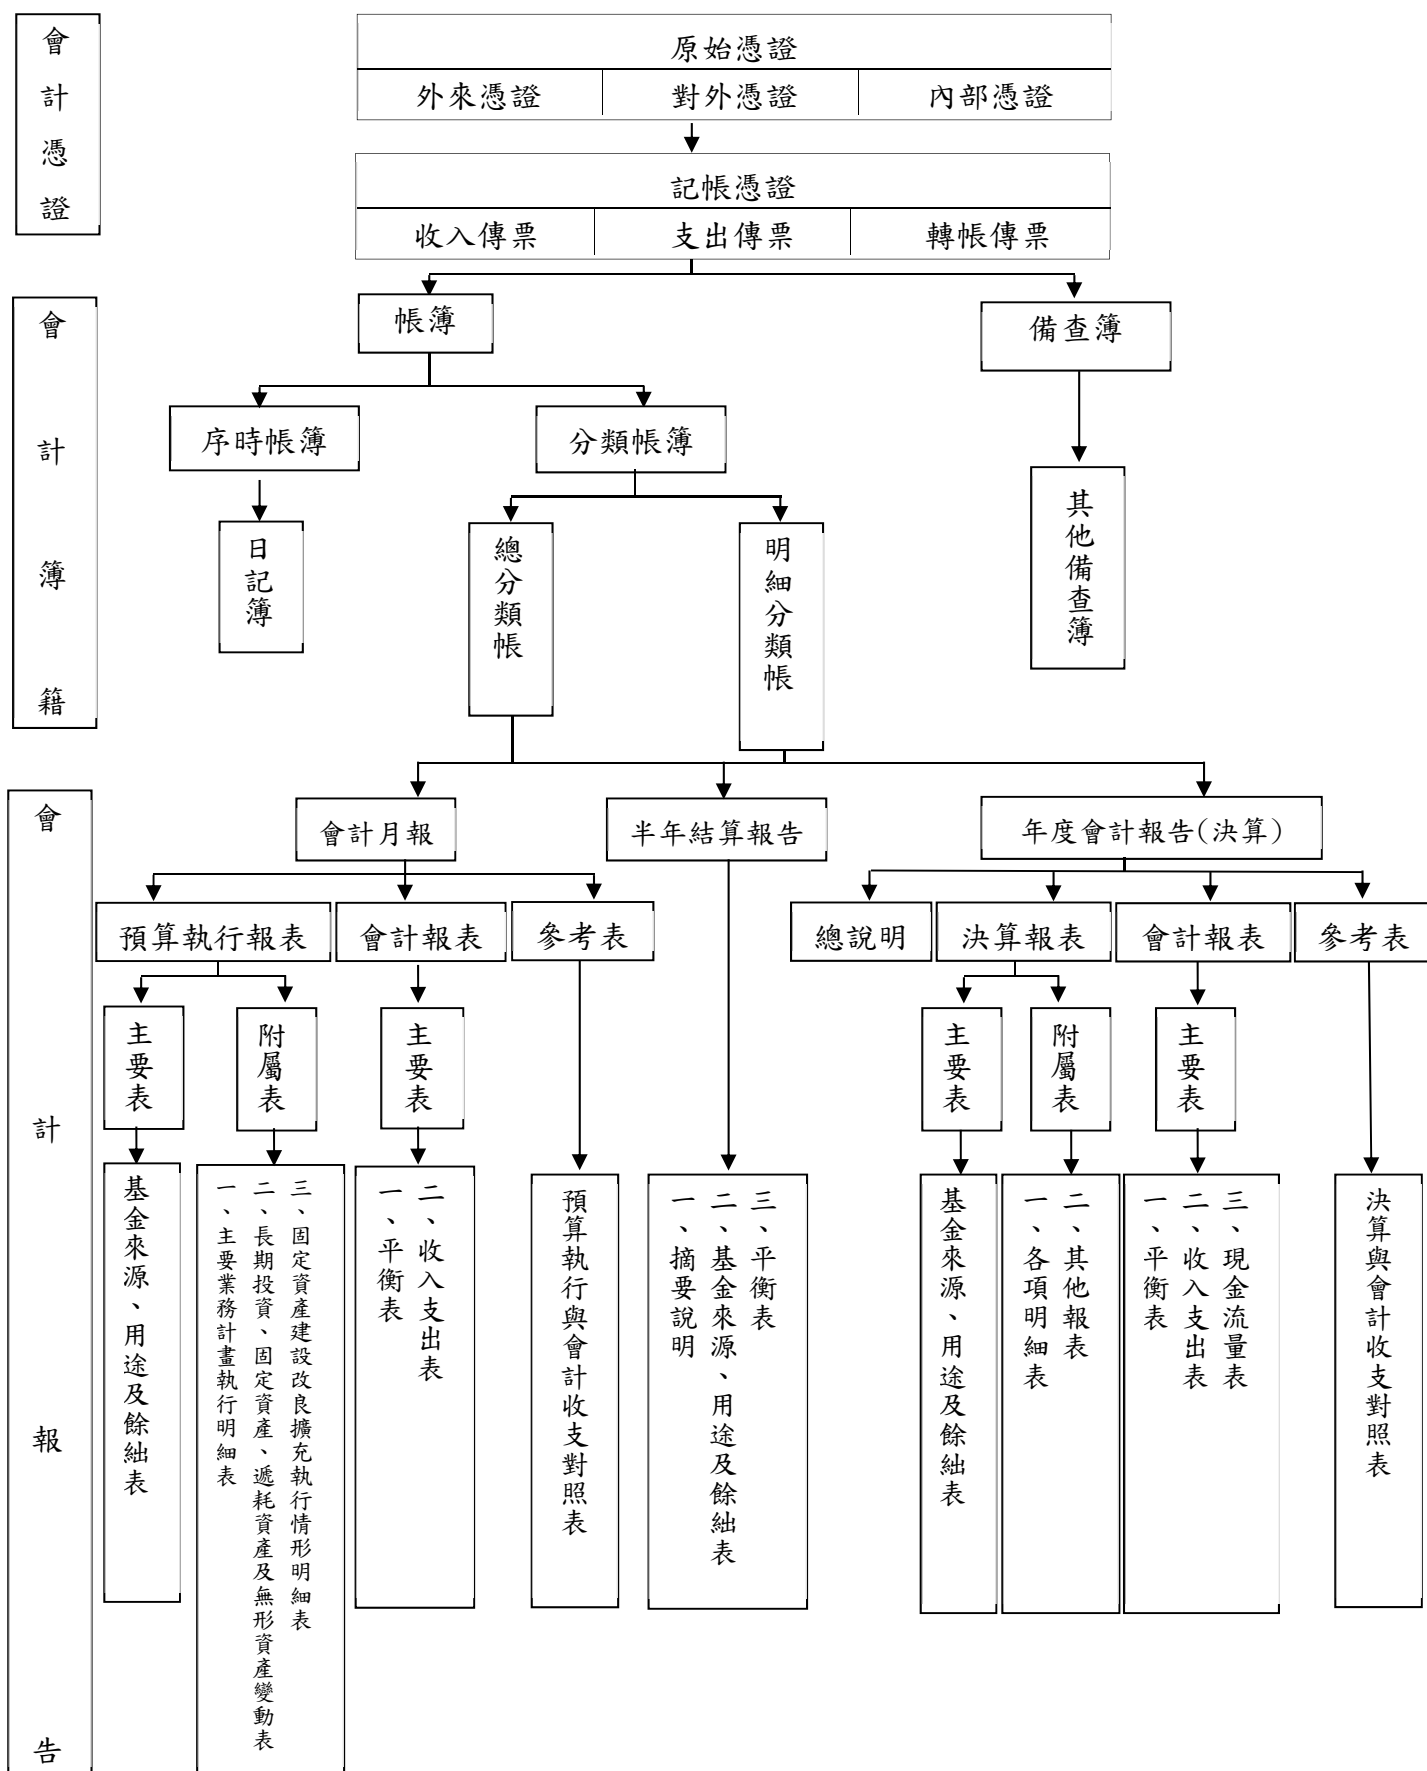 會計憑證
原始憑證
外來憑證
對外憑證
內部憑證
記帳憑證
收入傳票
支出傳票
轉帳傳票
會計簿籍
帳簿
備查簿
序時帳簿
分類帳簿
日記簿
總分類帳
明細分類帳
其他備查簿
會計報告
會計月報
半年結算報告
年度會計報告(決算)
預算執行報表
會計報表
參考表
總說明
決算報表
會計報表
參考表
主要表
附屬表
主要表
主要表
附屬表
主要表
基金來源、用途及餘絀表
一、主要業務計畫執行明細表
二、長期投資、固定資產、遞耗資產及無形資產變動表
三、固定資產建設改良擴充執行情形明細表
一、平衡表
二、收入支出表
預算執行與會計收支對照表
一、摘要說明
二、基金來源、用途及餘絀表
三、平衡表
基金來源、用途及餘絀表
一、各項明細表
二、其他報表
一、平衡表
二、收入支出表
三、現金流量表
決算與會計收支對照表